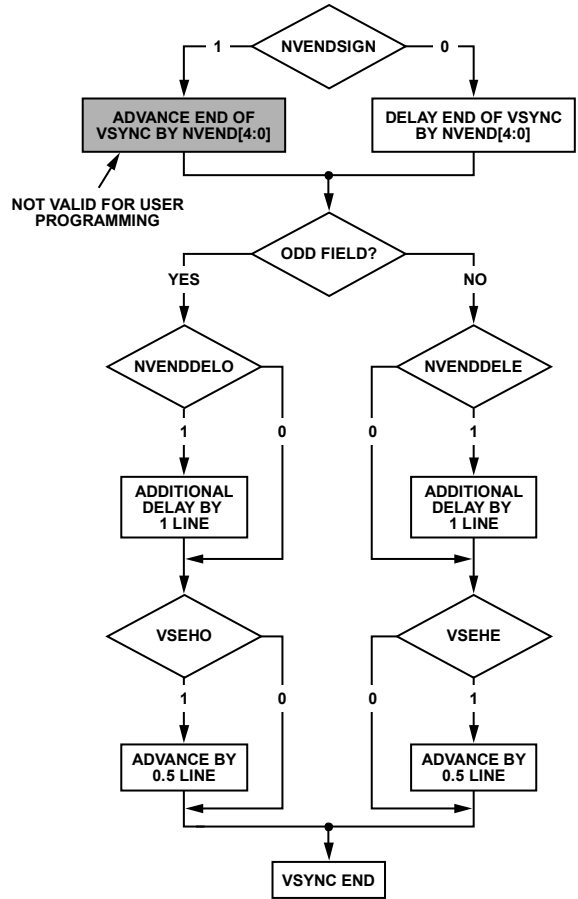 NVENDSIGN
1
0
ADVANCE END OF
VSYNC BY NVEND[4:0]
DELAY END OF VSYNC
BY NVEND[4:0]
NOT VALID FOR USER
PROGRAMMING
ODD FIELD?
YES
NO
NVENDDELO
NVENDDELE
1
0
0
1
ADDITIONAL
DELAY BY
1 LINE
ADDITIONAL
DELAY BY
1 LINE
VSEHO
VSEHE
1
0
0
1
ADVANCE BY
0.5 LINE
ADVANCE BY
0.5 LINE
VSYNC END